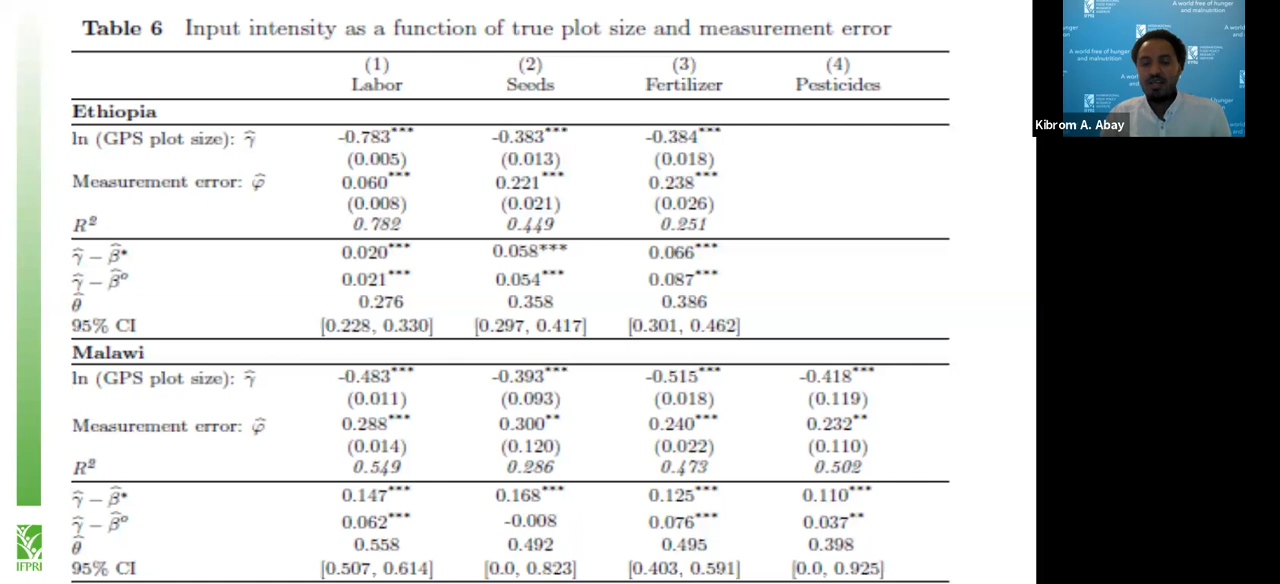 Table 6 Input intensity as a function of true plot size and measurement error
(1) (2) (3) (4)
Labor Seeds Fertilizer Pesticides
Ethiopia
ln (GPS plot size): γ̂ -0.783*** -0.383*** -0.384***
(0.005) (0.013) (0.018)
Measurement error: φ̂ 0.060*** 0.221*** 0.238***
(0.008) (0.021) (0.026)
R² 0.782 0.449 0.251
γ̂ − β̂* 0.020*** 0.058*** 0.066***
γ̂ − β̂ᵒ 0.021*** 0.054*** 0.087***
θ̂ 0.276 0.358 0.386
95% CI [0.228, 0.330] [0.297, 0.417] [0.301, 0.462]
Malawi
ln (GPS plot size): γ̂ -0.483*** -0.393*** -0.515*** -0.418***
(0.011) (0.093) (0.018) (0.119)
Measurement error: φ̂ 0.288*** 0.300** 0.240*** 0.232**
(0.014) (0.120) (0.022) (0.110)
R² 0.549 0.286 0.473 0.502
γ̂ − β̂* 0.147*** 0.168*** 0.125*** 0.110***
γ̂ − β̂ᵒ 0.062*** -0.008 0.076*** 0.037**
θ̂ 0.558 0.492 0.495 0.398
95% CI [0.507, 0.614] [0.0, 0.823] [0.403, 0.591] [0.0, 0.925]
IFPRI
A world free of hunger
and malnutrition
A world free of hunger
and malnutrition
IFPRI
Kibrom A. Abay